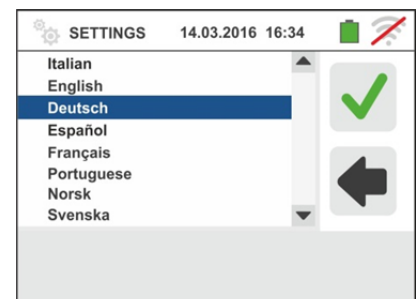 SETTINGS 14.03.2016 16:34
Italian
English
Deutsch
Español
Français
Portuguese
Norsk
Svenska